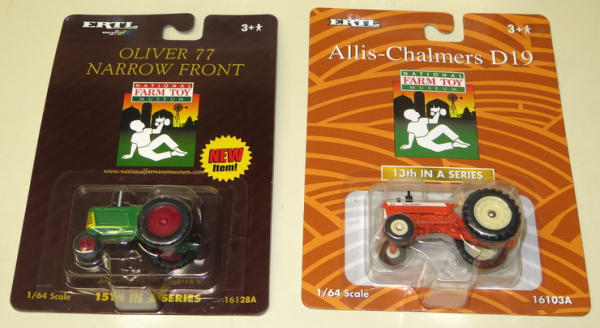 ERTL
3+
OLIVER 77
NARROW FRONT
NATIONAL
FARM TOY
MUSEUM
NEW
Item!
www.nationalfarmtoymuseum.com
1/64 Scale
15TH IN A SERIES
16128A
ERTL
3+
Allis-Chalmers D19
NATIONAL
FARM TOY
MUSEUM
13th IN A SERIES
1/64 Scale
16103A